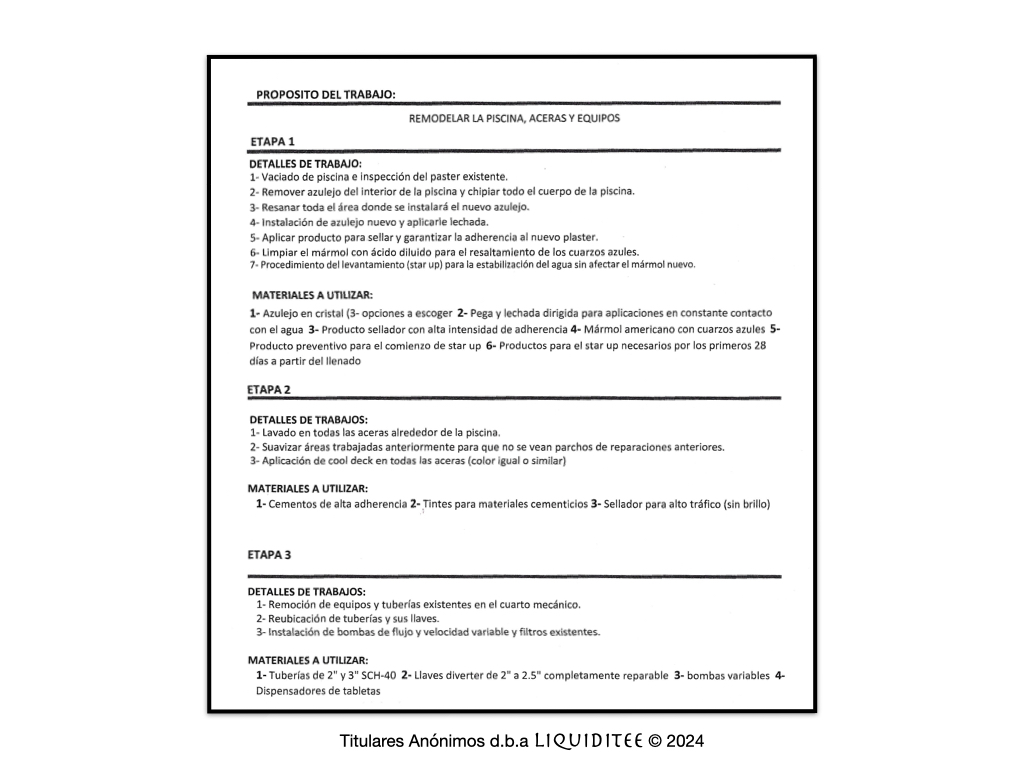 PROPOSITO DEL TRABAJO:
REMODELAR LA PISCINA, ACERAS Y EQUIPOS
ETAPA 1
DETALLES DE TRABAJO:
1- Vaciado de piscina e inspección del paster existente.
2- Remover azulejo del interior de la piscina y chipiar todo el cuerpo de la piscina.
3- Resanar toda el área donde se instalará el nuevo azulejo.
4- Instalación de azulejo nuevo y aplicarle lechada.
5- Aplicar producto para sellar y garantizar la adherencia al nuevo plaster.
6- Limpiar el mármol con ácido diluido para el resaltamiento de los cuarzos azules.
7- Procedimiento del levantamiento (star up) para la estabilización del agua sin afectar el mármol nuevo.
MATERIALES A UTILIZAR:
1- Azulejo en cristal (3- opciones a escoger 2- Pega y lechada dirigida para aplicaciones en constante contacto
con el agua 3- Producto sellador con alta intensidad de adherencia 4- Mármol americano con cuarzos azules 5-
Producto preventivo para el comienzo de star up 6- Productos para el star up necesarios por los primeros 28
días a partir del llenado
ETAPA 2
DETALLES DE TRABAJOS:
1- Lavado en todas las aceras alrededor de la piscina.
2- Suavizar áreas trabajadas anteriormente para que no se vean parchos de reparaciones anteriores.
3- Aplicación de cool deck en todas las aceras (color igual o similar)
MATERIALES A UTILIZAR:
1- Cementos de alta adherencia 2- Tintes para materiales cementicios 3- Sellador para alto tráfico (sin brillo)
ETAPA 3
DETALLES DE TRABAJOS:
1- Remoción de equipos y tuberías existentes en el cuarto mecánico.
2- Reubicación de tuberías y sus llaves.
3- Instalación de bombas de flujo y velocidad variable y filtros existentes.
MATERIALES A UTILIZAR:
1- Tuberías de 2" y 3" SCH-40 2- Llaves diverter de 2" a 2.5" completamente reparable 3- bombas variables 4-
Dispensadores de tabletas
Titulares Anónimos d.b.a LIQUIDITEE © 2024